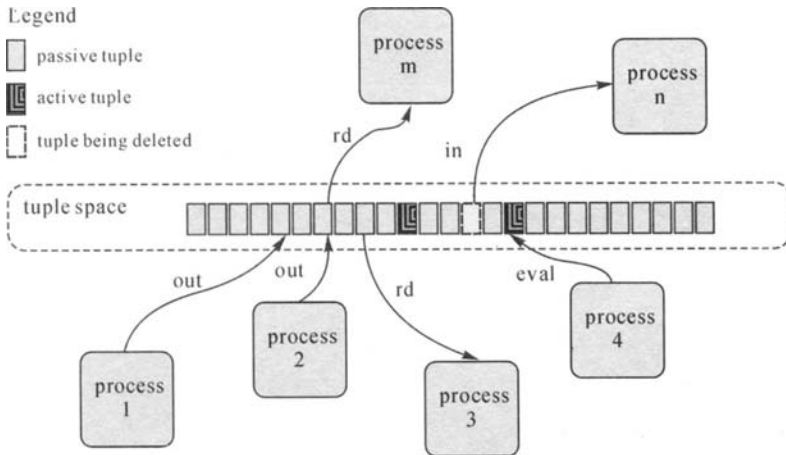 Legend
passive tuple
active tuple
tuple being deleted
process
m
process
n
rd
in
tuple space
out
out
rd
eval
process
1
process
2
process
3
process
4